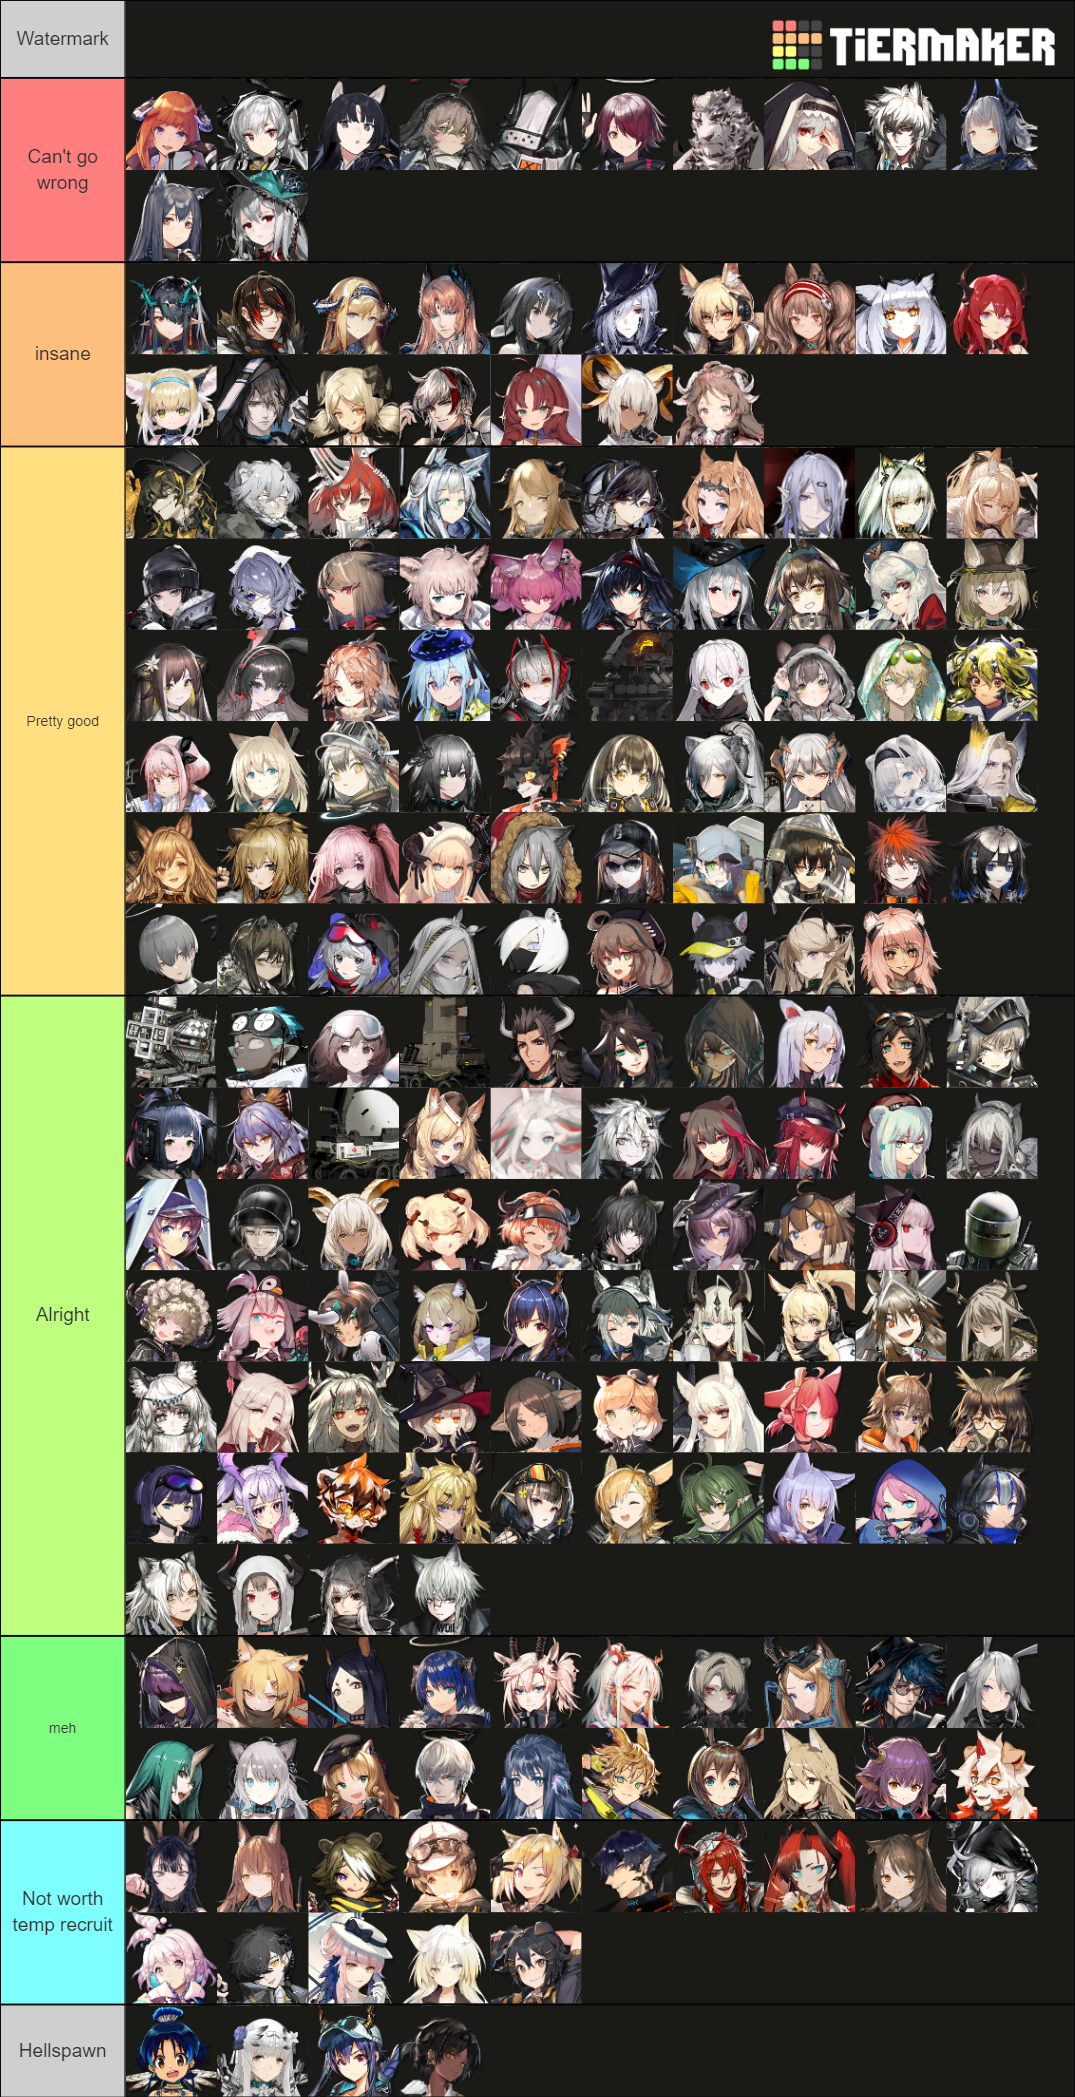 Watermark
TiERMAKER
Can't go
wrong
insane
Pretty good
Alright
meh
Not worth
temp recruit
Hellspawn